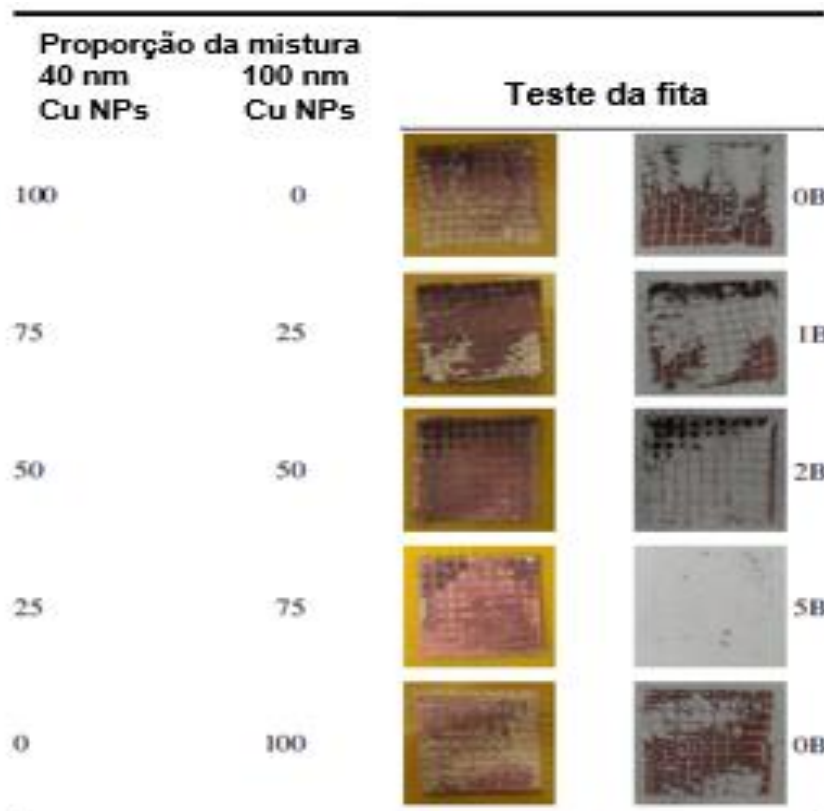 Proporção da mistura
40 nm 100 nm
Cu NPs Cu NPs
Teste da fita
100 0 0B
75 25 1B
50 50 2B
25 75 5B
0 100 0B